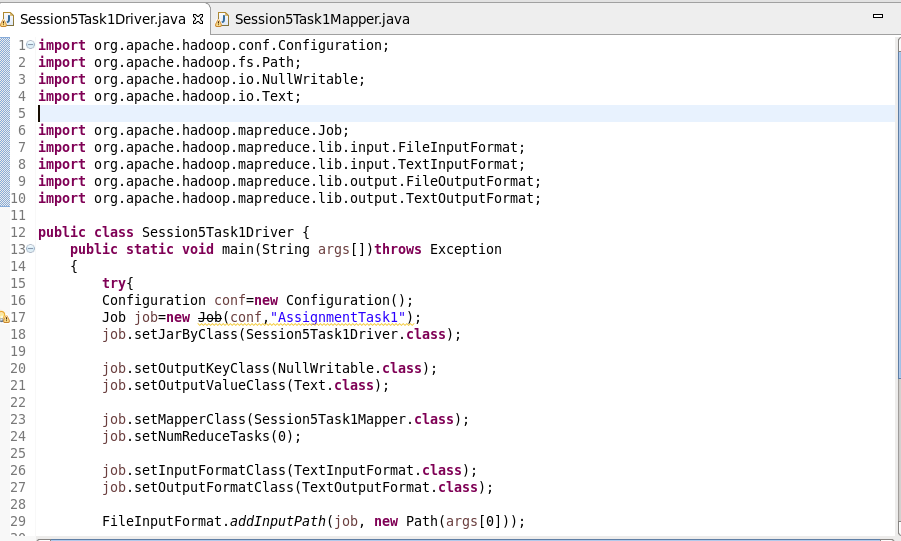 Session5Task1Driver.java Session5Task1Mapper.java
1 import org.apache.hadoop.conf.Configuration;
2 import org.apache.hadoop.fs.Path;
3 import org.apache.hadoop.io.NullWritable;
4 import org.apache.hadoop.io.Text;
5
6 import org.apache.hadoop.mapreduce.Job;
7 import org.apache.hadoop.mapreduce.lib.input.FileInputFormat;
8 import org.apache.hadoop.mapreduce.lib.input.TextInputFormat;
9 import org.apache.hadoop.mapreduce.lib.output.FileOutputFormat;
10 import org.apache.hadoop.mapreduce.lib.output.TextOutputFormat;
11
12 public class Session5Task1Driver {
13     public static void main(String args[])throws Exception
14     {
15         try{
16         Configuration conf=new Configuration();
17         Job job=new Job(conf,"AssignmentTask1");
18         job.setJarByClass(Session5Task1Driver.class);
19
20         job.setOutputKeyClass(NullWritable.class);
21         job.setOutputValueClass(Text.class);
22
23         job.setMapperClass(Session5Task1Mapper.class);
24         job.setNumReduceTasks(0);
25
26         job.setInputFormatClass(TextInputFormat.class);
27         job.setOutputFormatClass(TextOutputFormat.class);
28
29         FileInputFormat.addInputPath(job, new Path(args[0]));